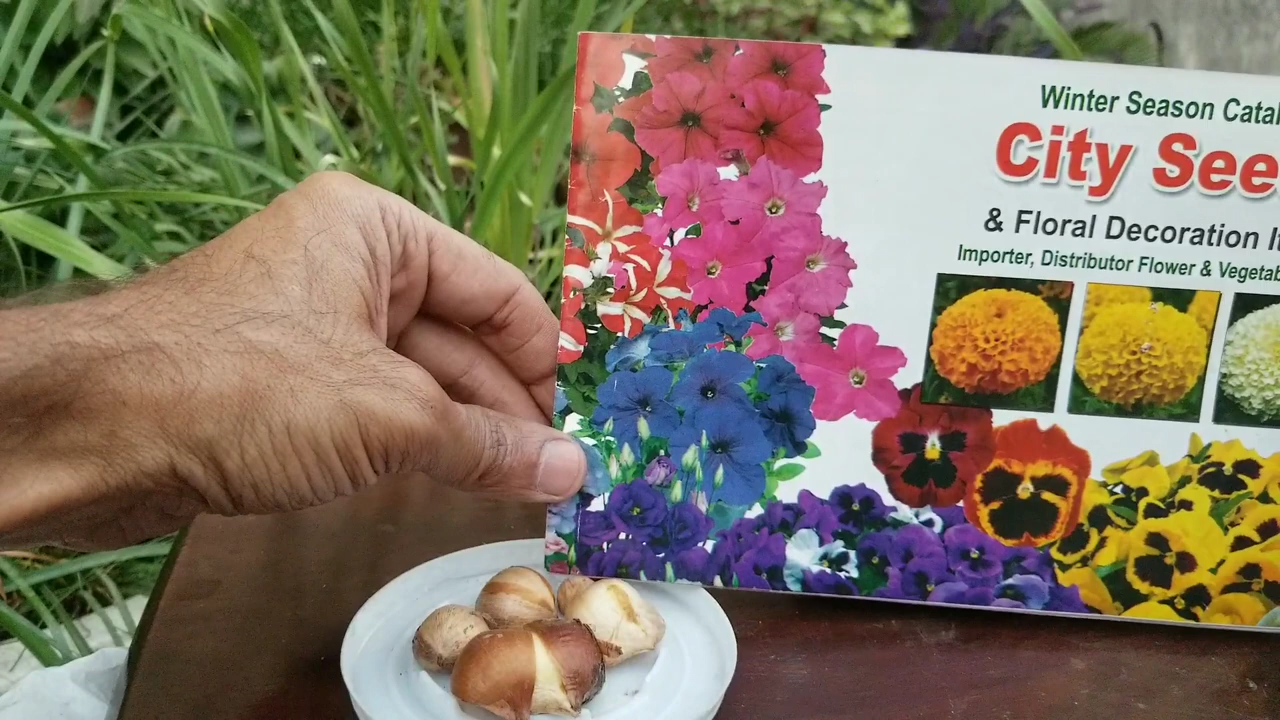 Winter Season Catal
City See
& Floral Decoration I
Importer, Distributor Flower & Vegetab